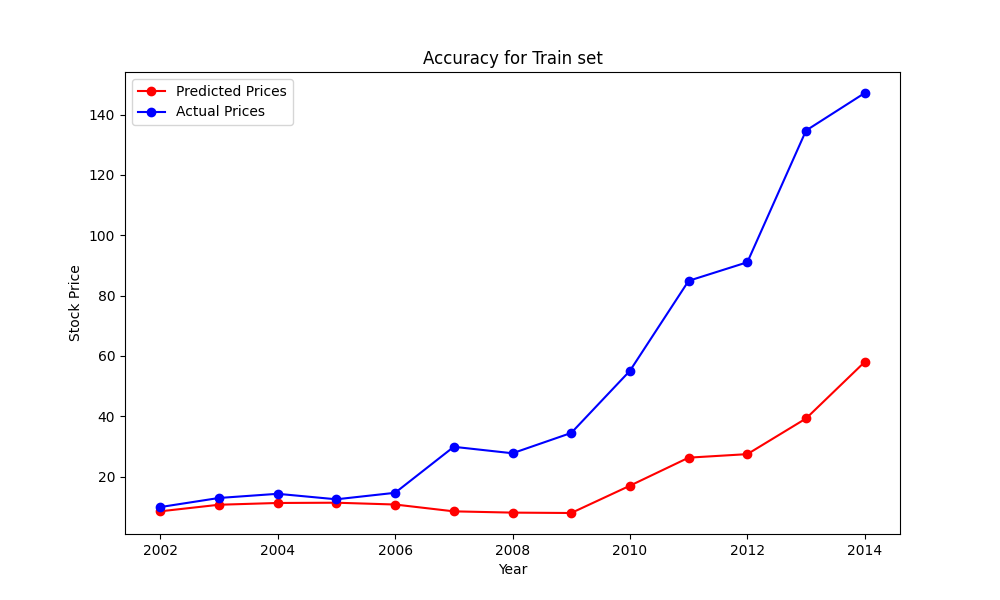 Accuracy for Train set
Predicted Prices
Actual Prices
140
120
100
80
60
40
20
Stock Price
2002 2004 2006 2008 2010 2012 2014
Year